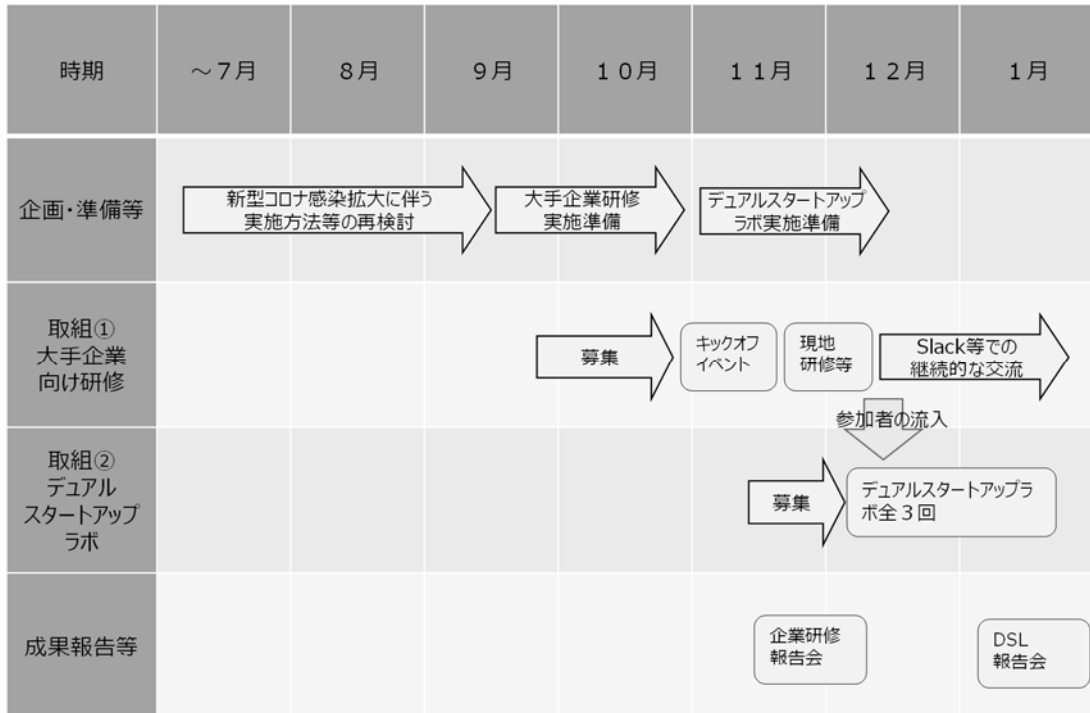 時期
～７月
８月
９月
１０月
１１月
１２月
１月
企画・準備等
新型コロナ感染拡大に伴う
実施方法等の再検討
大手企業研修
実施準備
デュアルスタートアップ
ラボ実施準備
取組①
大手企業
向け研修
募集
キックオフ
イベント
現地
研修等
Slack等での
継続的な交流
参加者の流入
取組②
デュアル
スタートアップ
ラボ
募集
デュアルスタートアップラ
ボ全３回
成果報告等
企業研修
報告会
DSL
報告会